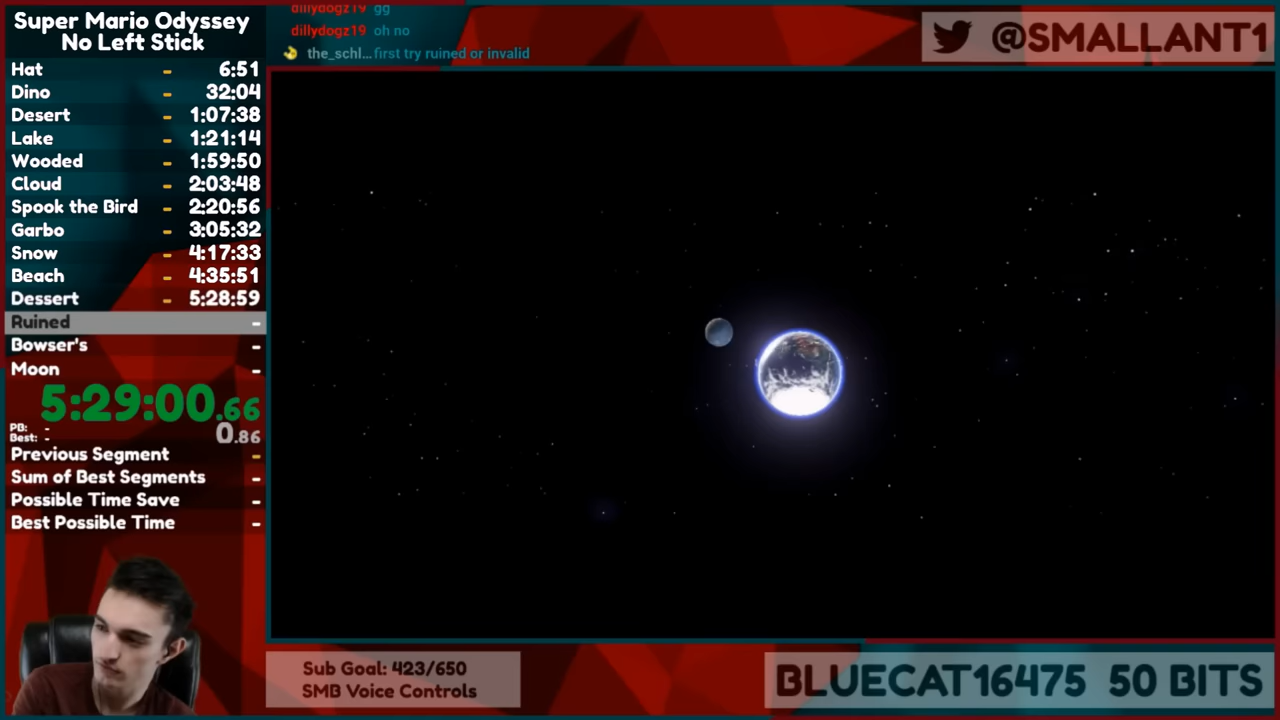 Super Mario Odyssey
No Left Stick
Hat - 6:51
Dino - 32:04
Desert - 1:07:38
Lake - 1:21:14
Wooded - 1:59:50
Cloud - 2:03:48
Spook the Bird - 2:20:56
Garbo - 3:05:32
Snow - 4:17:33
Beach - 4:35:51
Dessert - 5:28:59
Ruined -
Bowser's -
Moon -
5:29:00.66
PB: -
Best: - 0.86
Previous Segment -
Sum of Best Segments -
Possible Time Save -
Best Possible Time -
dillydogz19 gg
dillydogz19 oh no
the_schl... first try ruined or invalid
@SMALLANT1
Sub Goal: 423/650
SMB Voice Controls
BLUECAT16475 50 BITS